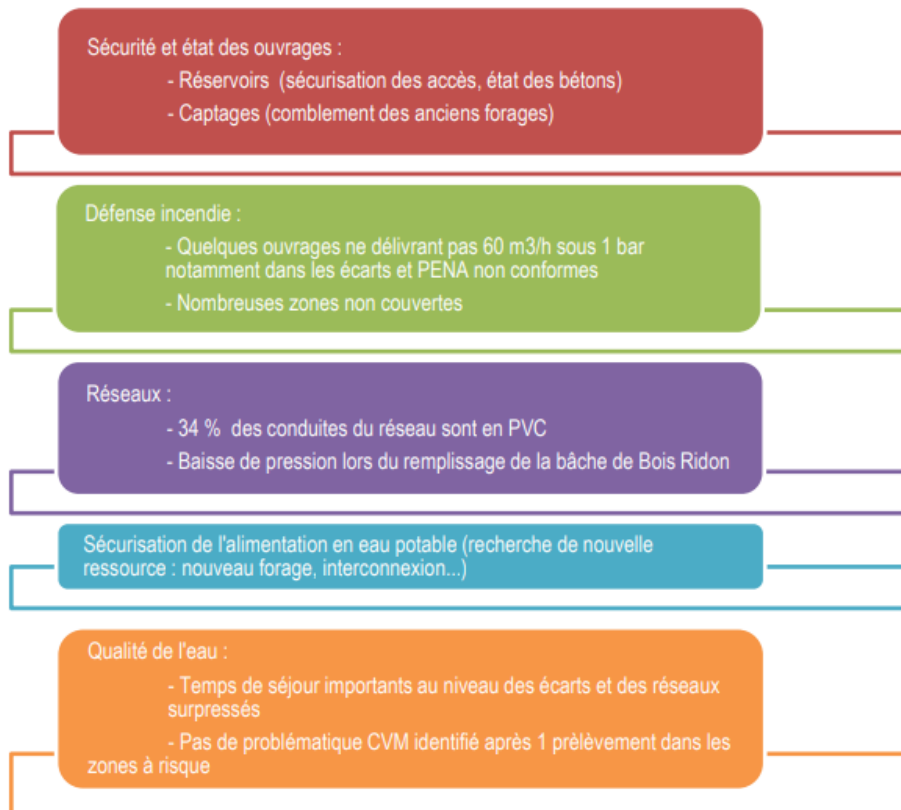 Sécurité et état des ouvrages :
- Réservoirs (sécurisation des accès, état des bétons)
- Captages (comblement des anciens forages)
Défense incendie :
- Quelques ouvrages ne délivrant pas 60 m3/h sous 1 bar
notamment dans les écarts et PENA non conformes
- Nombreuses zones non couvertes
Réseaux :
- 34 % des conduites du réseau sont en PVC
- Baisse de pression lors du remplissage de la bâche de Bois Ridon
Sécurisation de l'alimentation en eau potable (recherche de nouvelle
ressource : nouveau forage, interconnexion...)
Qualité de l'eau :
- Temps de séjour importants au niveau des écarts et des réseaux
surpressés
- Pas de problématique CVM identifié après 1 prèlèvement dans les
zones à risque